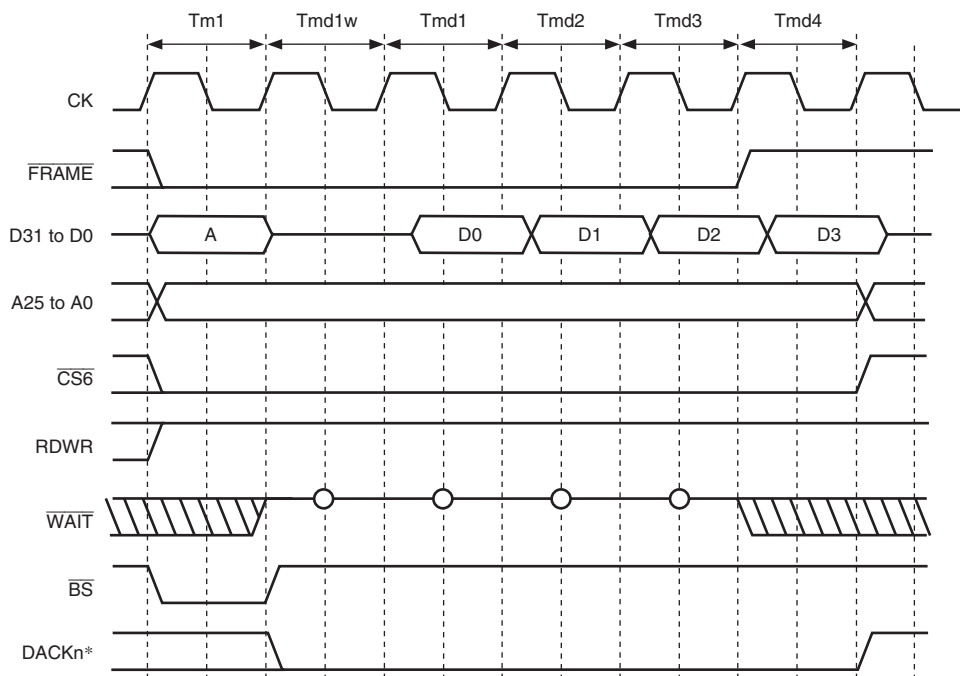 Tm1 Tmd1w Tmd1 Tmd2 Tmd3 Tmd4
CK
FRAME
D31 to D0 A D0 D1 D2 D3
A25 to A0
CS6
RDWR
WAIT
BS
DACKn*